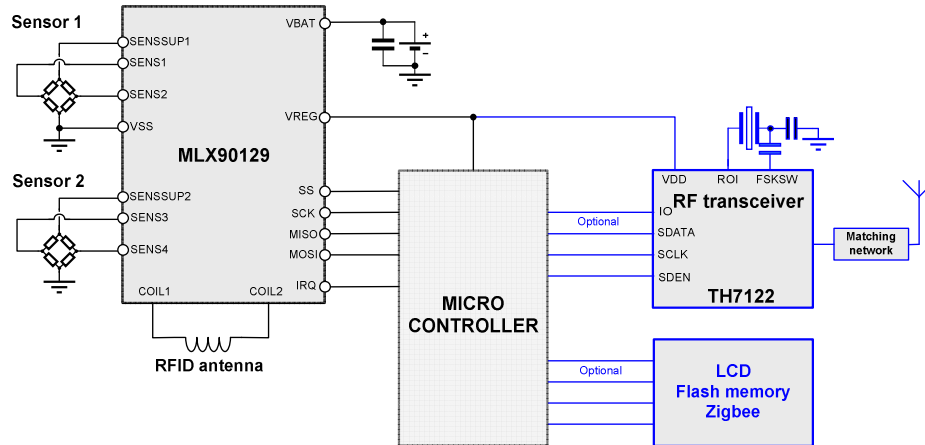 Sensor 1
SENSSUP1
SENS1
SENS2
VSS
Sensor 2
SENSSUP2
SENS3
SENS4
MLX90129
VBAT
VREG
SS
SCK
MISO
MOSI
IRQ
COIL1
COIL2
RFID antenna
+
−
MICRO
CONTROLLER
Optional
VDD
ROI
FSKSW
RF transceiver
IO
SDATA
SCLK
SDEN
TH7122
Matching
network
Optional
LCD
Flash memory
Zigbee